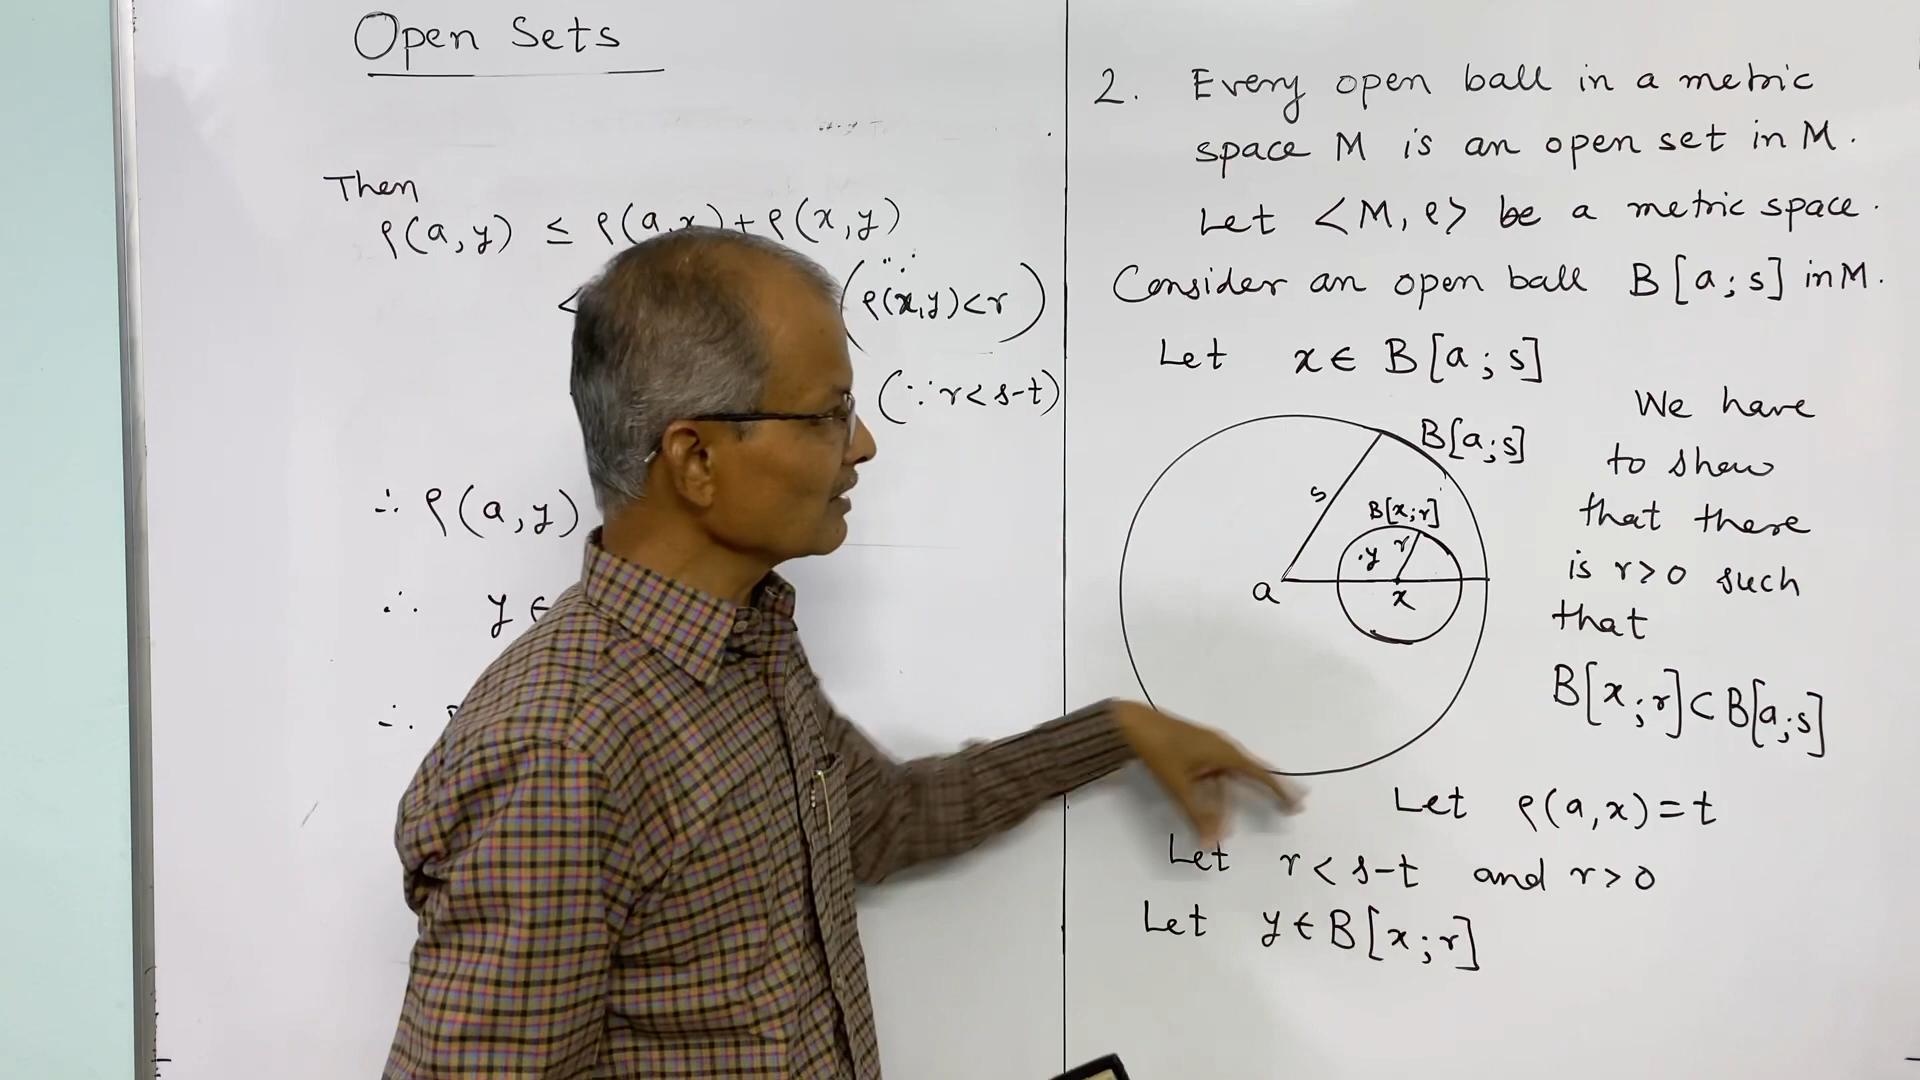 Open Sets
Then
ρ(a,y) ≤ ρ(a,x)+ρ(x,y)
<
(∵ ρ(x,y)<r)
(∵ r< s-t)
∴ ρ(a,y)
∴ y ∈
∴
2. Every open ball in a metric
space M is an open set in M.
Let <M, ρ> be a metric space.
Consider an open ball B[a; s] in M.
Let x ∈ B[a; s]
We have
to show
that there
is r>0 such
that
B[x; r] ⊂ B[a; s]
B[a; s]
s
B[x; r]
.y r
a x
Let ρ(a,x)=t
Let r < s-t and r>0
Let y ∈ B[x; r]